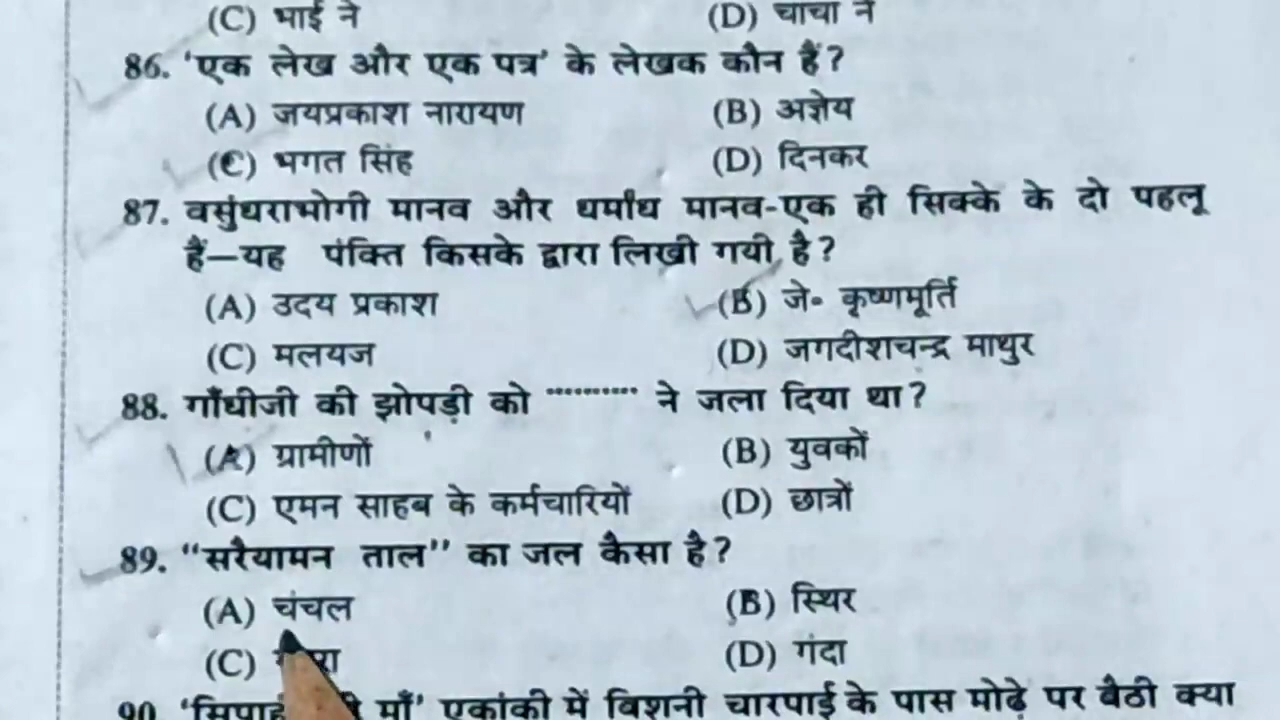 (C) भाई ने (D) चाचा ने
86. 'एक लेख और एक पत्र' के लेखक कौन हैं?
(A) जयप्रकाश नारायण (B) अज्ञेय
(C) भगत सिंह (D) दिनकर
87. वसुंधराभोगी मानव और धर्मांध मानव-एक ही सिक्के के दो पहलू
हैं—यह पंक्ति किसके द्वारा लिखी गयी है?
(A) उदय प्रकाश (B) जे० कृष्णमूर्ति
(C) मलयज (D) जगदीशचन्द्र माथुर
88. गाँधीजी की झोपड़ी को .......... ने जला दिया था?
(A) ग्रामीणों (B) युवकों
(C) एमन साहब के कर्मचारियों (D) छात्रों
89. “सरैयामन ताल” का जल कैसा है?
(A) चंचल (B) स्थिर
(C) (D) गंदा
90. माँ' एकांकी में बिशनी चारपाई के पास मोढ़े पर बैठी क्या